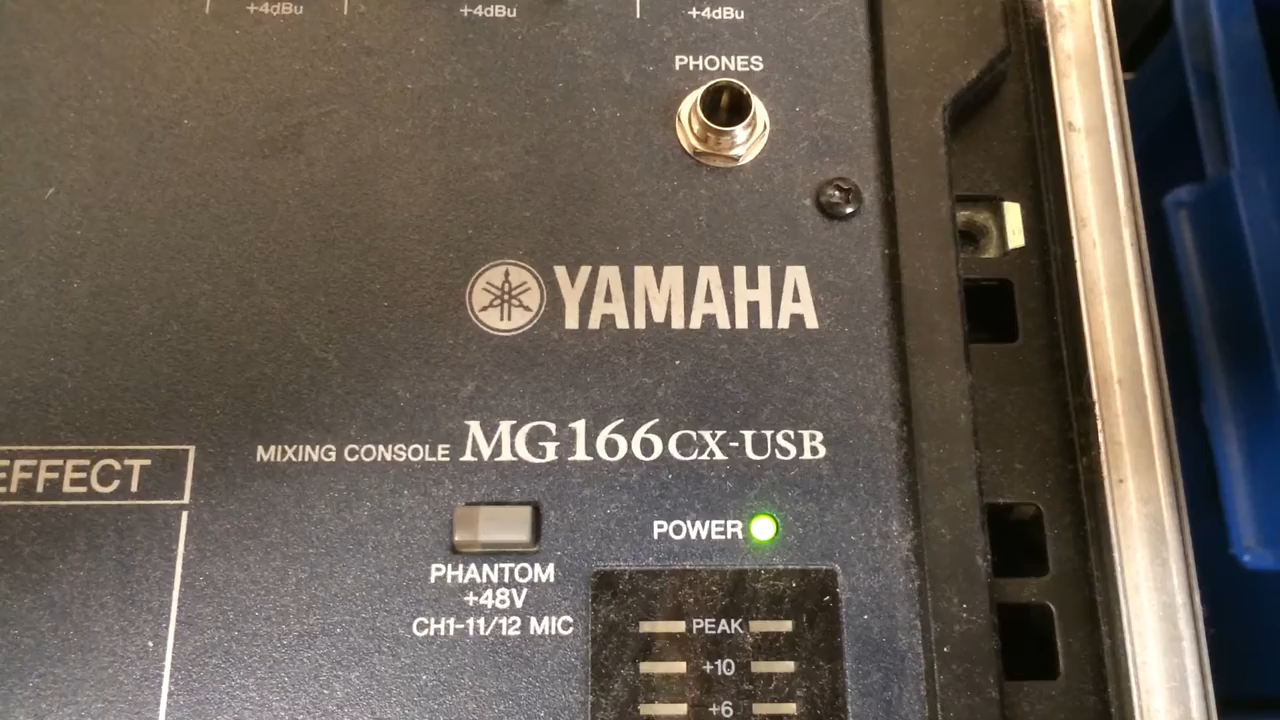 +4dBu
+4dBu
+4dBu
PHONES
YAMAHA
MIXING CONSOLE MG166CX-USB
EFFECT
POWER
PHANTOM
+48V
CH1-11/12 MIC
PEAK
+10
+6